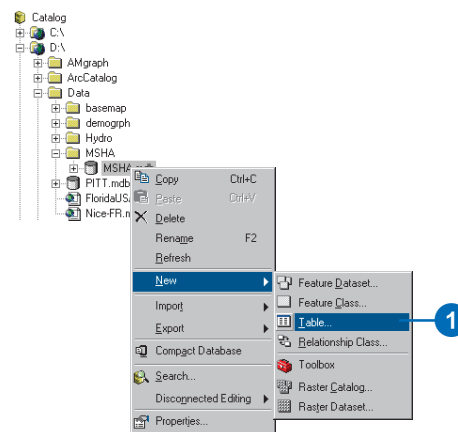 Catalog
C:\
D:\
AMgraph
ArcCatalog
Data
basemap
demogrph
Hydro
MSHA
MSHA.mdb
PITT.mdb
FloridaUS
Nice-FR.m
Copy Ctrl+C
Paste Ctrl+V
Delete
Rename F2
Refresh
New
Import
Export
Compact Database
Search...
Disconnected Editing
Properties...
Feature Dataset...
Feature Class...
Table...
1
Relationship Class...
Toolbox
Raster Catalog...
Raster Dataset...